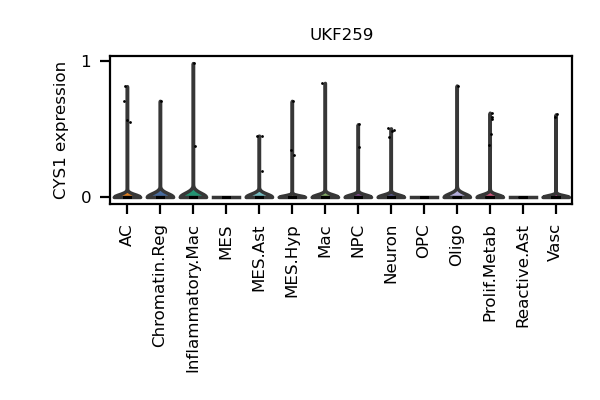 UKF259
CYS1 expression
1
0
AC
Chromatin.Reg
Inflammatory.Mac
MES
MES.Ast
MES.Hyp
Mac
NPC
Neuron
OPC
Oligo
Prolif.Metab
Reactive.Ast
Vasc